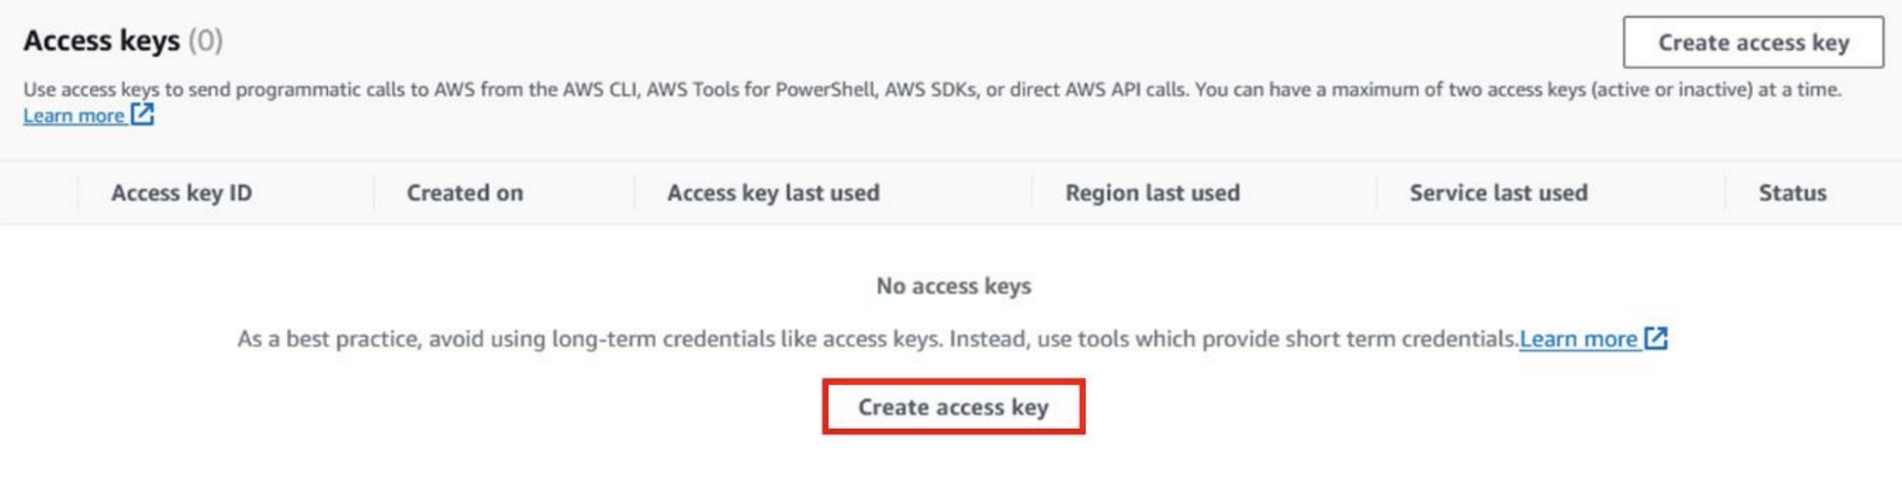 Access keys (0)
Create access key
Use access keys to send programmatic calls to AWS from the AWS CLI, AWS Tools for PowerShell, AWS SDKs, or direct AWS API calls. You can have a maximum of two access keys (active or inactive) at a time.
Learn more
Access key ID Created on Access key last used Region last used Service last used Status
No access keys
As a best practice, avoid using long-term credentials like access keys. Instead, use tools which provide short term credentials.Learn more
Create access key